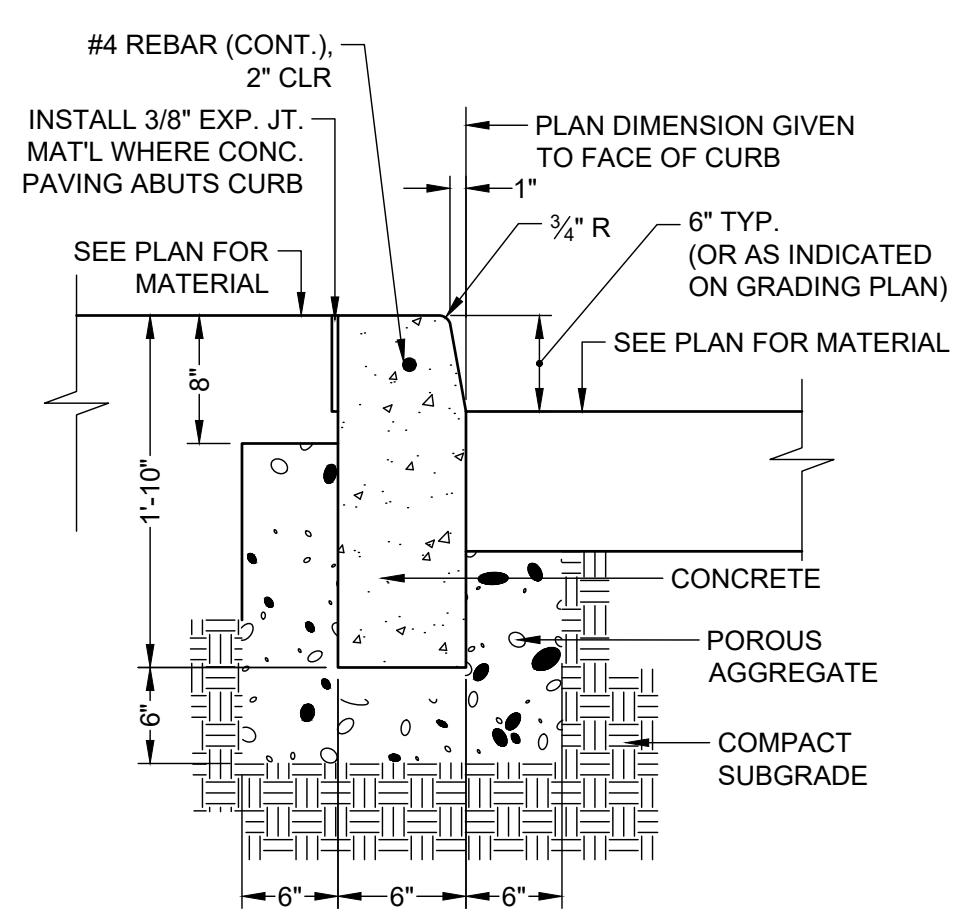 #4 REBAR (CONT.),
2" CLR
INSTALL 3/8" EXP. JT.
MAT'L WHERE CONC.
PAVING ABUTS CURB
PLAN DIMENSION GIVEN
TO FACE OF CURB
1"
¾" R
6" TYP.
(OR AS INDICATED
ON GRADING PLAN)
SEE PLAN FOR
MATERIAL
SEE PLAN FOR MATERIAL
8"
1'-10"
CONCRETE
POROUS
AGGREGATE
6"
COMPACT
SUBGRADE
6"
6"
6"